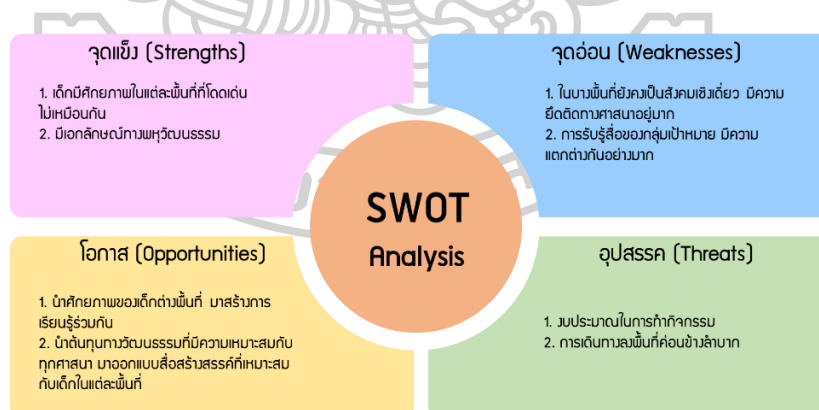 จุดแข็ง (Strengths)
1. เด็กมีศักยภาพในแต่ละพื้นที่ที่โดดเด่น
ไม่เหมือนกัน
2. มีเอกลักษณ์ทางพหุวัฒนธรรม
จุดอ่อน (Weaknesses)
1. ในบางพื้นที่ยังคงเป็นสังคมเชิงเดี่ยว มีความ
ยึดติดทางศาสนาอยู่มาก
2. การรับรู้สื่อของกลุ่มเป้าหมาย มีความ
แตกต่างกันอย่างมาก
SWOT
Analysis
โอกาส (Opportunities)
1. นำศักยภาพของเด็กต่างพื้นที่ มาสร้างการ
เรียนรู้ร่วมกัน
2. นำต้นทุนทางวัฒนธรรมที่มีความเหมาะสมกับ
ทุกศาสนา มาออกแบบสื่อสร้างสรรค์ที่เหมาะสม
กับเด็กในแต่ละพื้นที่
อุปสรรค (Threats)
1. งบประมาณในการทำกิจกรรม
2. การเดินทางลงพื้นที่ค่อนข้างลำบาก